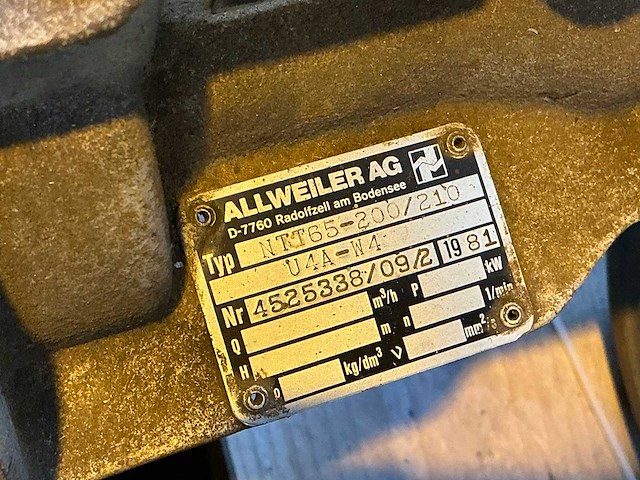 ALLWEILER AG
D-7760 Radolfzell am Bodensee
Typ NTT65-200/210
U4A-W4
Nr 4525338/09/2 1981
Q m³/h P kW
H m n 1/min
ρ kg/dm³ ν mm²/s